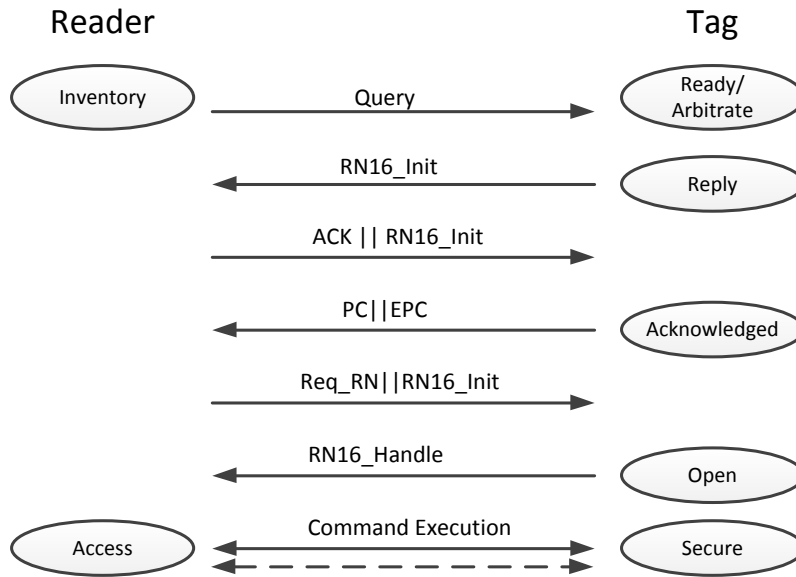 Reader
Tag
Inventory
Query
Ready/
Arbitrate
RN16_Init
Reply
ACK || RN16_Init
PC||EPC
Acknowledged
Req_RN||RN16_Init
RN16_Handle
Open
Access
Command Execution
Secure